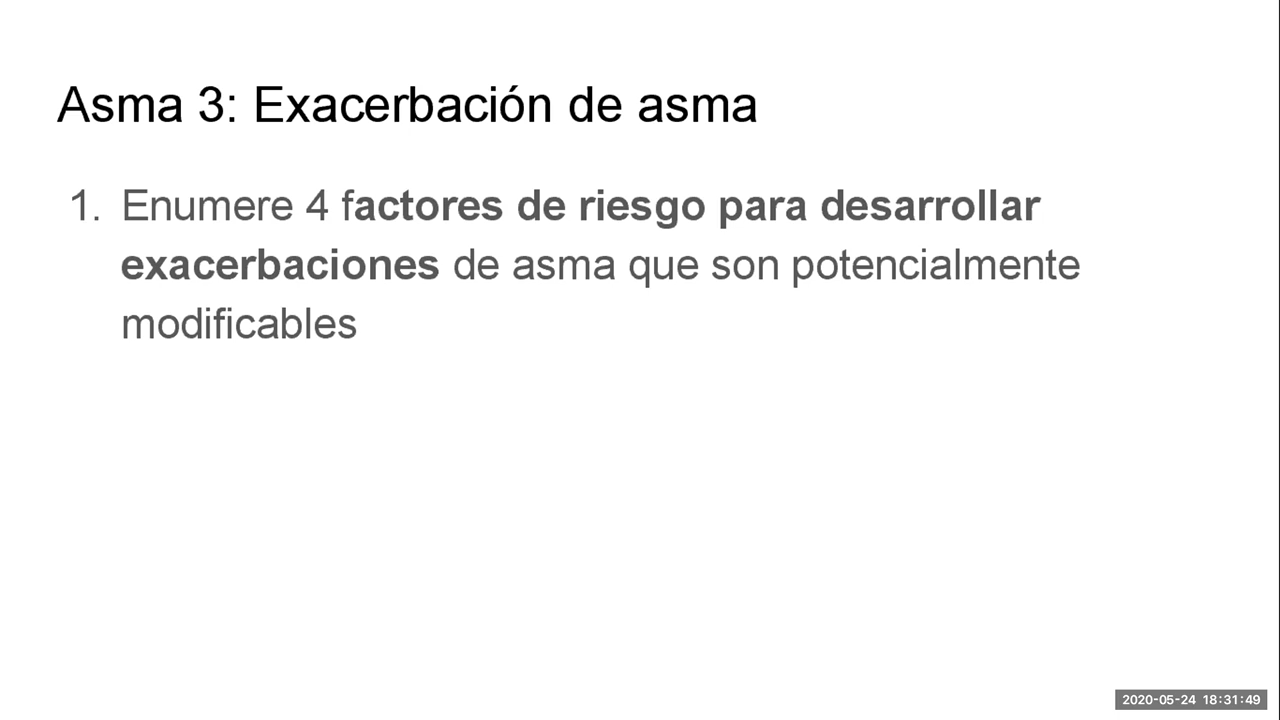 Asma 3: Exacerbación de asma
1. Enumere 4 factores de riesgo para desarrollar
exacerbaciones de asma que son potencialmente
modificables
2020-05-24 18:31:49